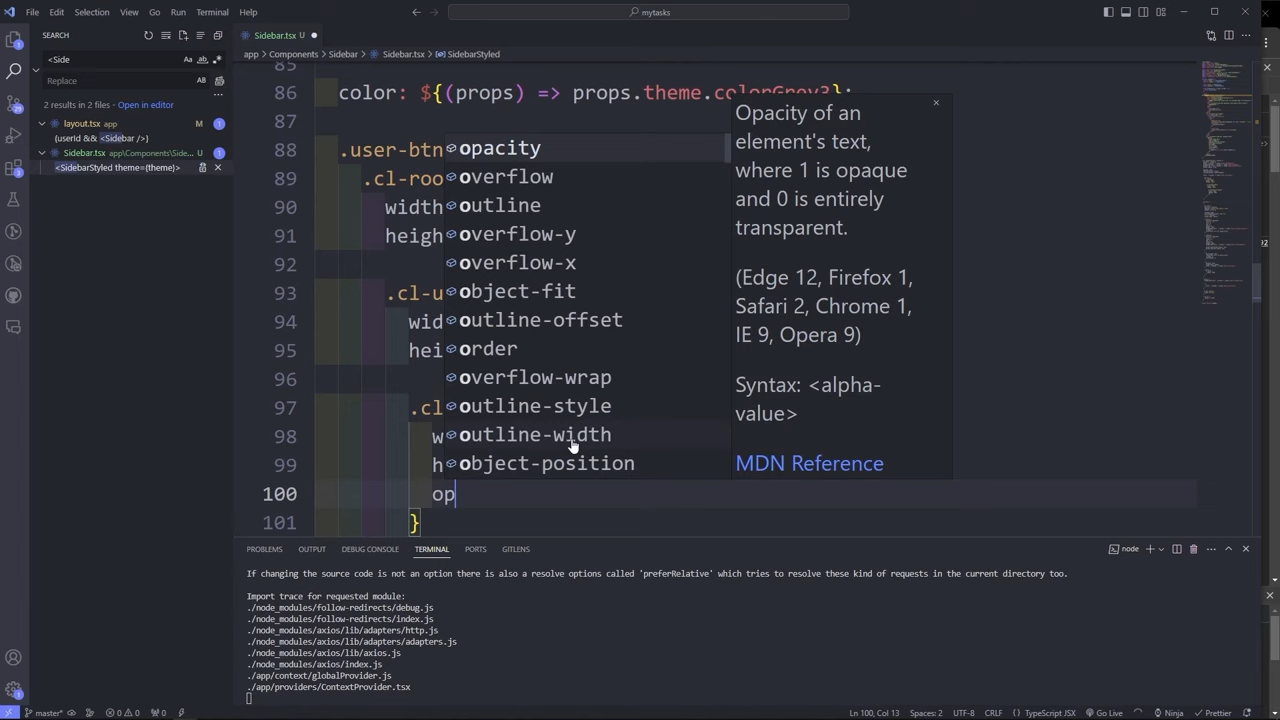 File Edit Selection View Go Run Terminal Help
mytasks
SEARCH
<Side
Aa ab
Replace
AB
2 results in 2 files - Open in editor
layout.tsx app M 1
{userId && <Sidebar />}
Sidebar.tsx app\Components\Side... U 1
<SidebarStyled theme={theme}>
Sidebar.tsx U
app > Components > Sidebar > Sidebar.tsx > SidebarStyled
85
86 color: ${(props) => props.theme.colorGrey3};
87
88 .user-btn
89 .cl-roo
90 width
91 heigh
92
93 .cl-u
94 wid
95 hei
96
97 .cl
98 w
99 h
100 op
101 }
opacity
overflow
outline
overflow-y
overflow-x
object-fit
outline-offset
order
overflow-wrap
outline-style
outline-width
object-position
Opacity of an
element's text,
where 1 is opaque
and 0 is entirely
transparent.
(Edge 12, Firefox 1,
Safari 2, Chrome 1,
IE 9, Opera 9)
Syntax: <alpha-
value>
MDN Reference
PROBLEMS OUTPUT DEBUG CONSOLE TERMINAL PORTS GITLENS
node
If changing the source code is not an option there is also a resolve options called 'preferRelative' which tries to resolve these kind of requests in the current directory too.
Import trace for requested module:
./node_modules/follow-redirects/debug.js
./node_modules/follow-redirects/index.js
./node_modules/axios/lib/adapters/http.js
./node_modules/axios/lib/adapters/adapters.js
./node_modules/axios/lib/axios.js
./node_modules/axios/index.js
./app/context/globalProvider.js
./app/providers/ContextProvider.tsx
master* 0 0 0 Ln 100, Col 13 Spaces: 2 UTF-8 CRLF TypeScript JSX Go Live Ninja Prettier